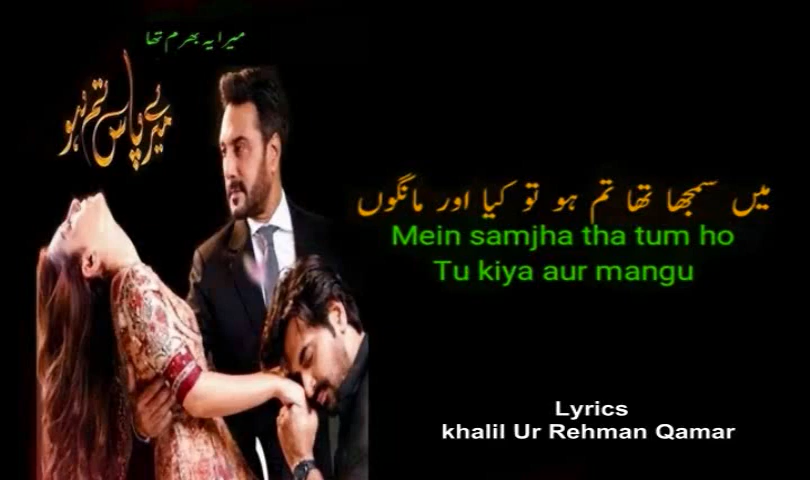 میرا یہ بھرم تھا
میرے پاس تم ہو
میں سمجھا تھا تم ہو تو کیا اور مانگوں
Mein samjha tha tum ho
Tu kiya aur mangu
Lyrics
khalil Ur Rehman Qamar